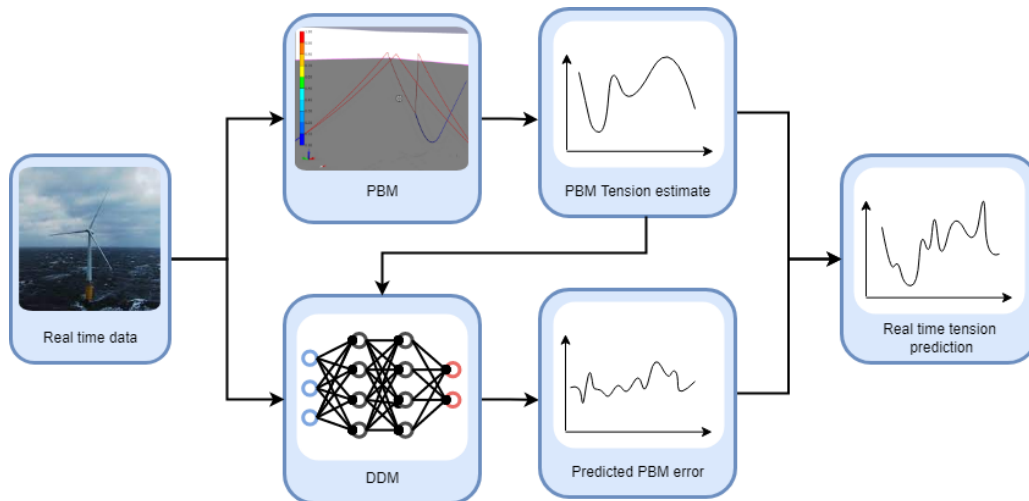 PBM
PBM Tension estimate
Real time data
DDM
Predicted PBM error
Real time tension
prediction